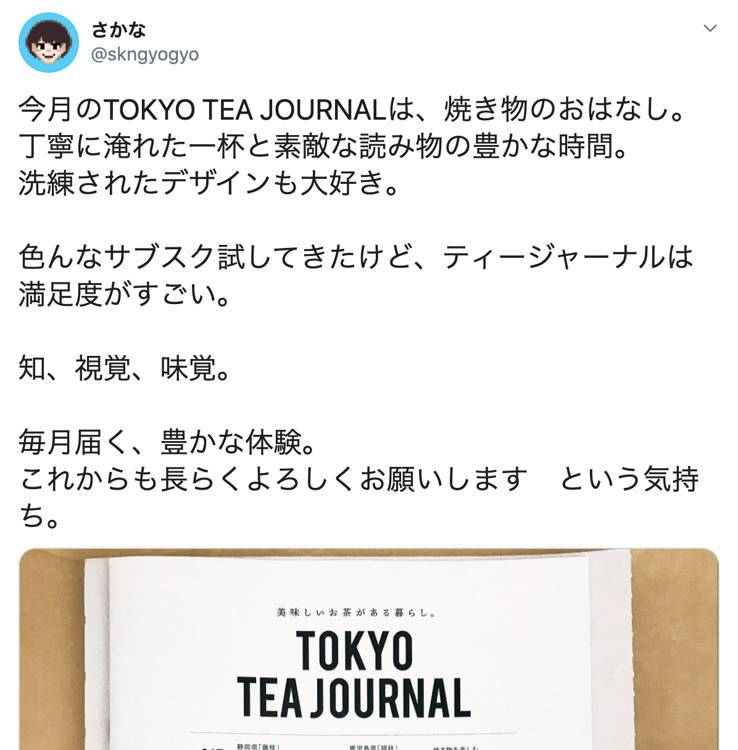 さかな
@skngyogyo
今月のTOKYO TEA JOURNALは、焼き物のおはなし。
丁寧に淹れた一杯と素敵な読み物の豊かな時間。
洗練されたデザインも大好き。
色んなサブスク試してきたけど、ティージャーナルは
満足度がすごい。
知、視覚、味覚。
毎月届く、豊かな体験。
これからも長らくよろしくお願いします　という気持
ち。
美味しいお茶がある暮らし。
TOKYO
TEA JOURNAL